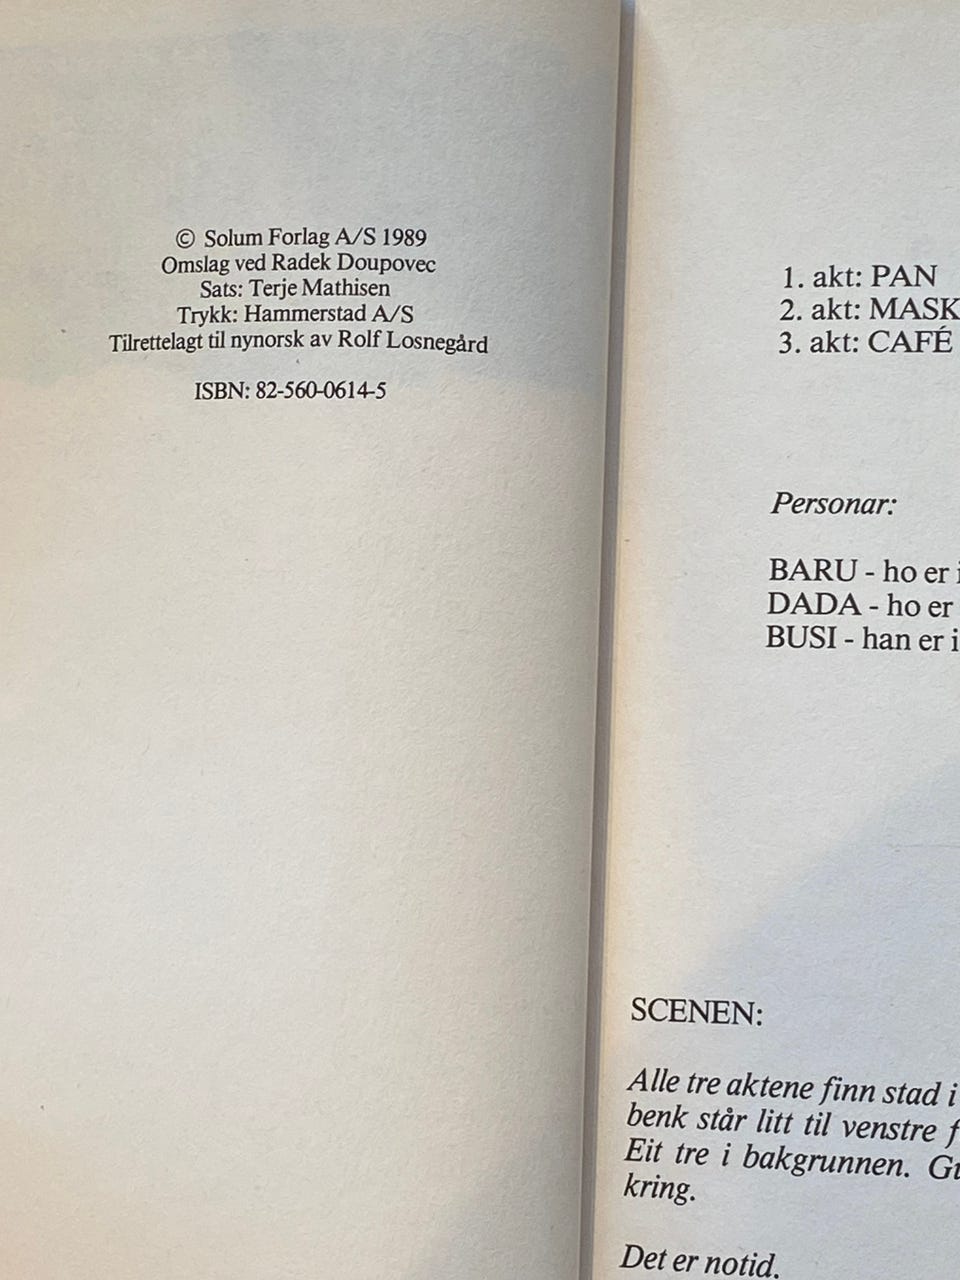 © Solum Forlag A/S 1989
Omslag ved Radek Doupovec
Sats: Terje Mathisen
Trykk: Hammerstad A/S
Tilrettelagt til nynorsk av Rolf Losnegård
ISBN: 82-560-0614-5
1. akt: PAN
2. akt: MASK
3. akt: CAFÉ
Personar:
BARU - ho er i
DADA - ho er
BUSI - han er i
SCENEN:
Alle tre aktene finn stad i
benk står litt til venstre f
Eit tre i bakgrunnen. Gu
kring.
Det er notid.